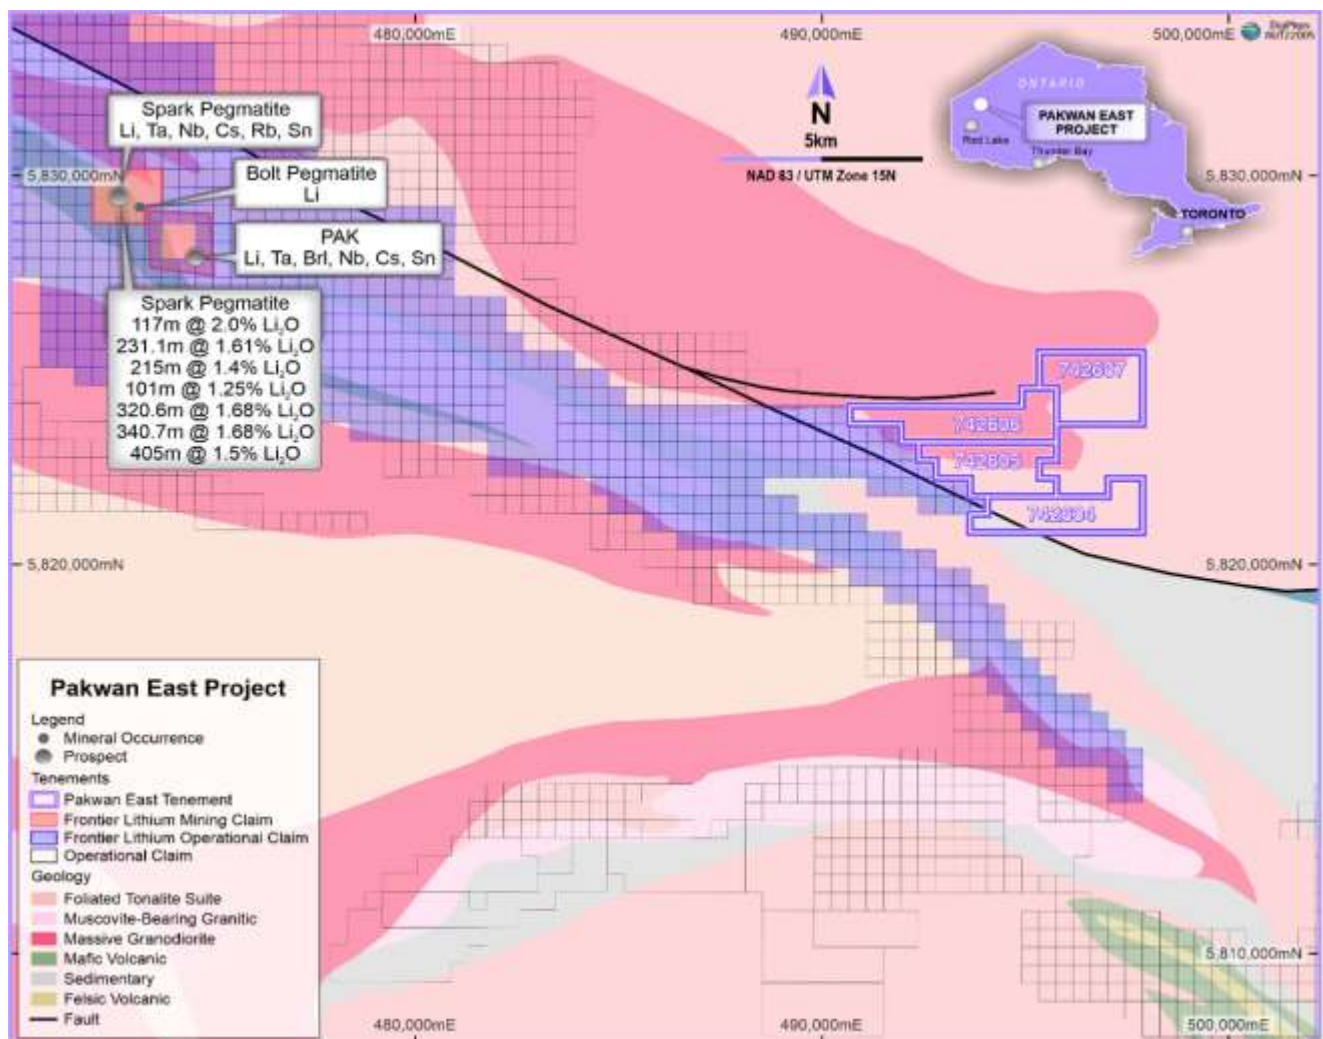 480,000mE
490,000mE
500,000mE
ONTARIO
PAKWAN EAST
PROJECT
Red Lake
Thunder Bay
TORONTO
N
5km
NAD 83 / UTM Zone 15N
Spark Pegmatite
Li, Ta, Nb, Cs, Rb, Sn
5,830,000mN
5,830,000mN
Bolt Pegmatite
Li
PAK
Li, Ta, Brl, Nb, Cs, Sn
Spark Pegmatite
117m @ 2.0% Li₂O
231.1m @ 1.61% Li₂O
215m @ 1.4% Li₂O
101m @ 1.25% Li₂O
320.6m @ 1.68% Li₂O
340.7m @ 1.68% Li₂O
405m @ 1.5% Li₂O
742607
742606
742605
742604
5,820,000mN
5,820,000mN
Pakwan East Project
Legend
Mineral Occurrence
Prospect
Tenements
Pakwan East Tenement
Frontier Lithium Mining Claim
Frontier Lithium Operational Claim
Operational Claim
Geology
Foliated Tonalite Suite
Muscovite-Bearing Granitic
Massive Granodiorite
Mafic Volcanic
Sedimentary
Felsic Volcanic
Fault
5,810,000mN
480,000mE
490,000mE
500,000mE